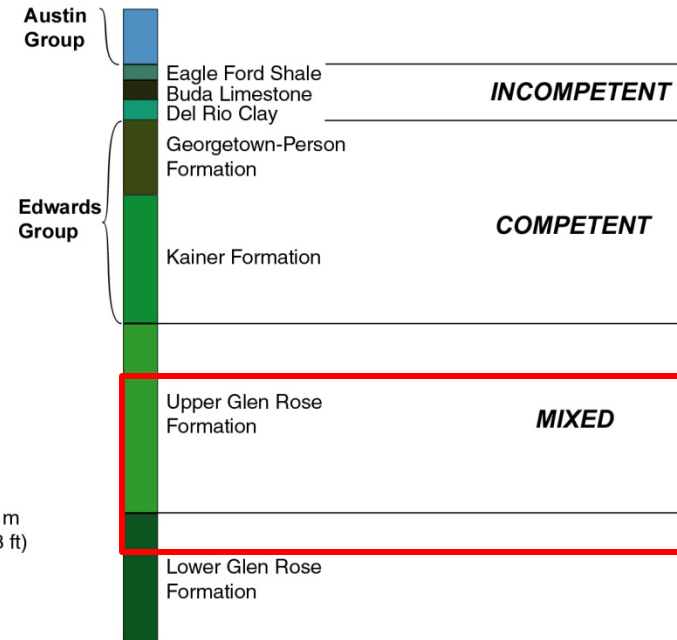 Austin
Group
Eagle Ford Shale
Buda Limestone
Del Rio Clay
INCOMPETENT
Georgetown-Person
Formation
Edwards
Group
COMPETENT
Kainer Formation
Upper Glen Rose
Formation
MIXED
m
ft)
Lower Glen Rose
Formation